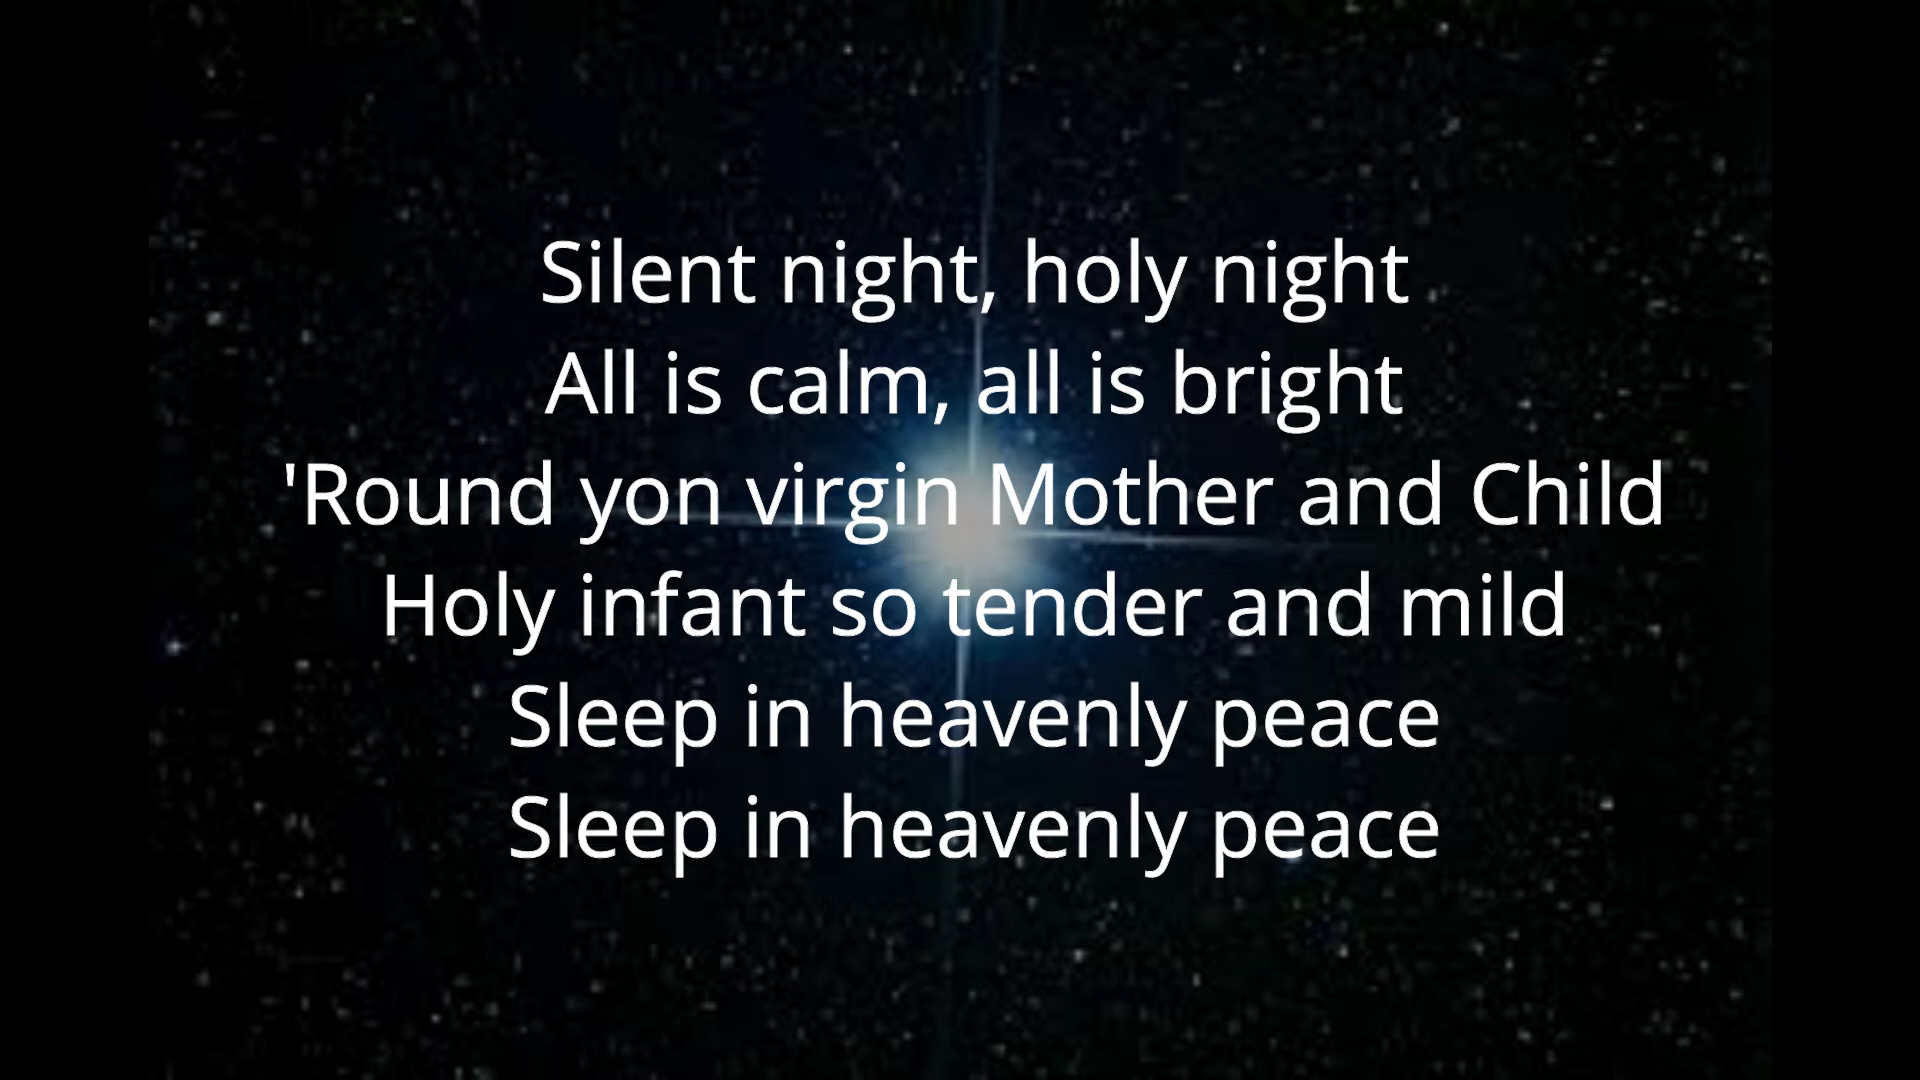 Silent night, holy night
All is calm, all is bright
'Round yon virgin Mother and Child
Holy infant so tender and mild
Sleep in heavenly peace
Sleep in heavenly peace